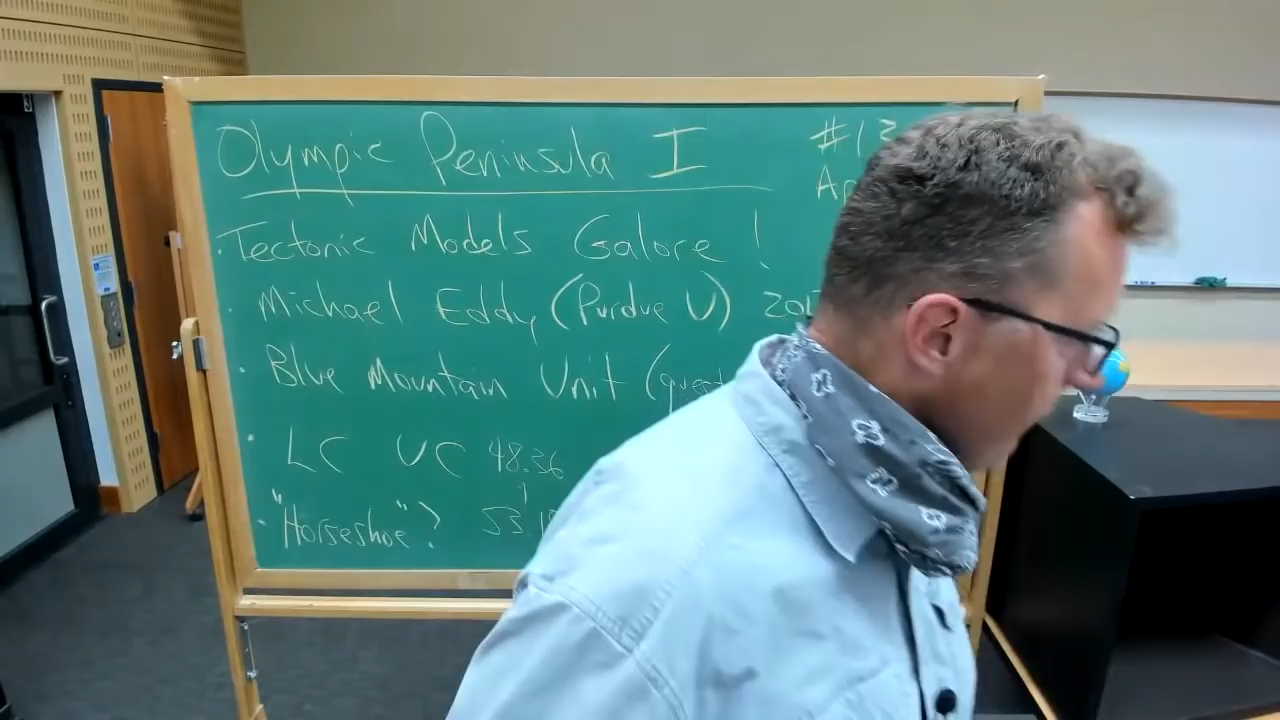 Olympic Peninsula I #13
Tectonic Models Galore!
Michael Eddy (Purdue U)
Blue Mountain Unit
LC UC 48.36
"Horseshoe"?